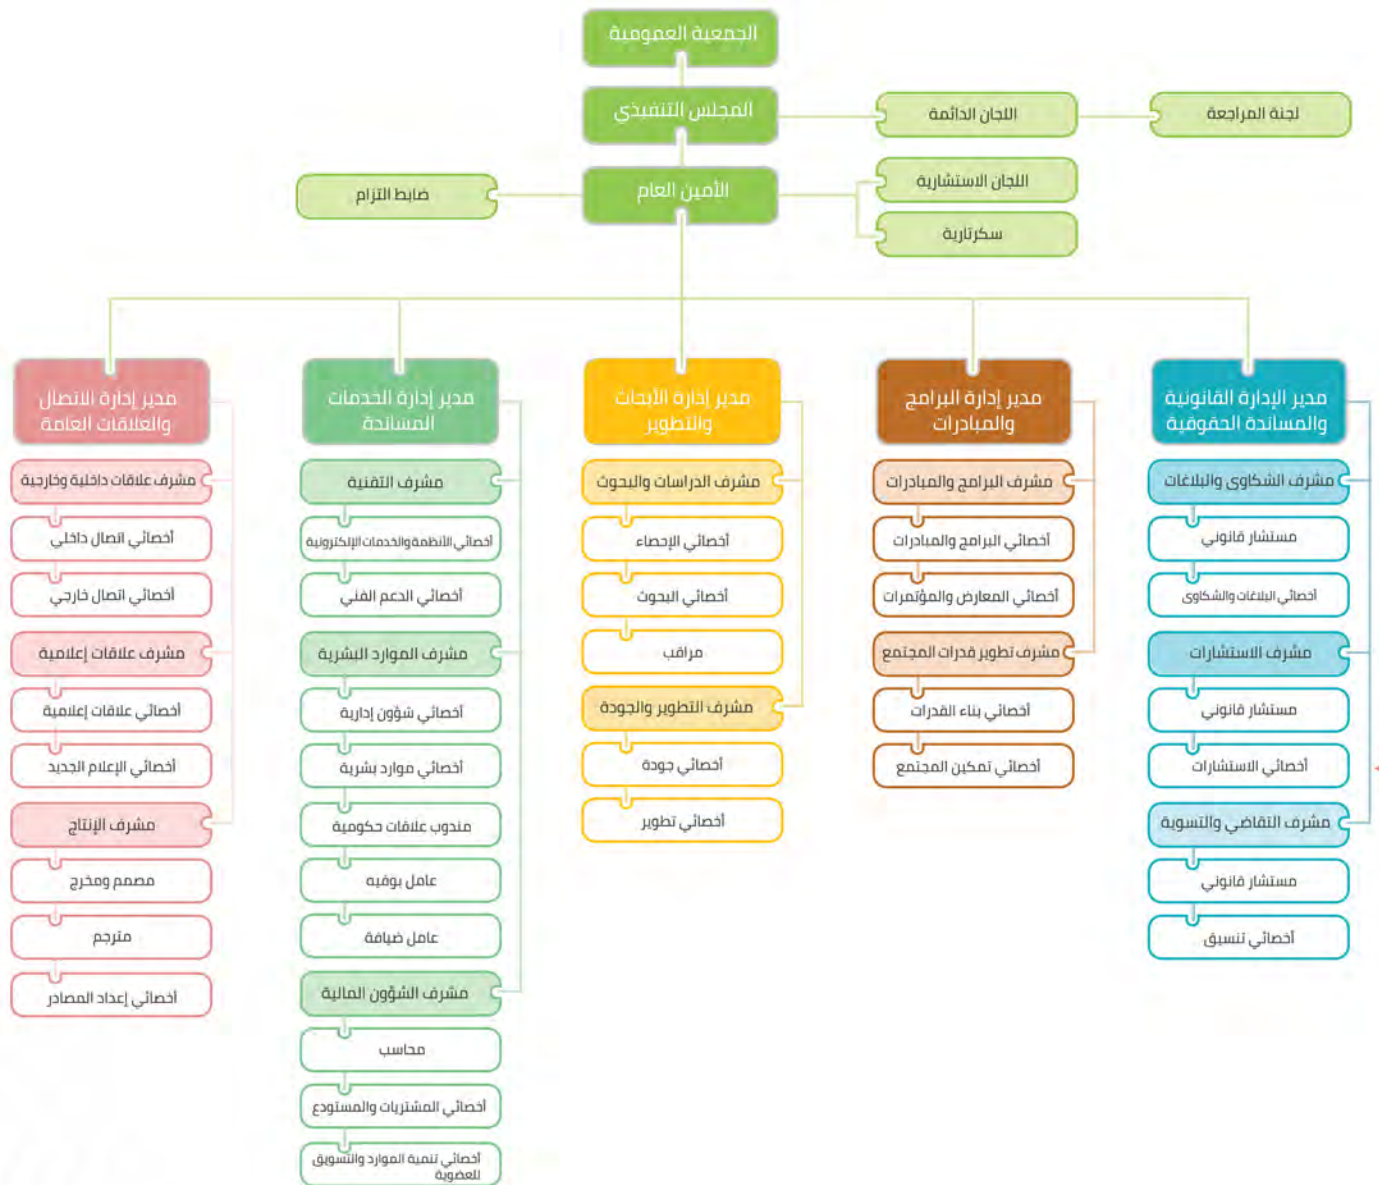 الجمعية العمومية
المجلس التنفيذي
اللجان الدائمة
لجنة المراجعة
الأمين العام
اللجان الاستشارية
سكرتارية
ضابط التزام
مدير الإدارة القانونية
والمساندة الحقوقية
مشرف الشكاوى والبلاغات
مستشار قانوني
أخصائي البلاغات والشكاوى
مشرف الاستشارات
مستشار قانوني
أخصائي الاستشارات
مشرف التقاضي والتسوية
مستشار قانوني
أخصائي تنسيق
مدير إدارة البرامج
والمبادرات
مشرف البرامج والمبادرات
أخصائي البرامج والمبادرات
أخصائي المعارض والمؤتمرات
مشرف تطوير قدرات المجتمع
أخصائي بناء القدرات
أخصائي تمكين المجتمع
مدير إدارة الأبحاث
والتطوير
مشرف الدراسات والبحوث
أخصائي الإحصاء
أخصائي البحوث
مراقب
مشرف التطوير والجودة
أخصائي جودة
أخصائي تطوير
مدير إدارة الخدمات
المساندة
مشرف التقنية
أخصائي الأنظمة والخدمات الإلكترونية
أخصائي الدعم الفني
مشرف الموارد البشرية
أخصائي شؤون إدارية
أخصائي موارد بشرية
مندوب علاقات حكومية
عامل بوفيه
عامل ضيافة
مشرف الشؤون المالية
محاسب
أخصائي المشتريات والمستودع
أخصائي تنمية الموارد والتسويق
للعضوية
مدير إدارة الاتصال
والعلاقات العامة
مشرف علاقات داخلية وخارجية
أخصائي اتصال داخلي
أخصائي اتصال خارجي
مشرف علاقات إعلامية
أخصائي علاقات إعلامية
أخصائي الإعلام الجديد
مشرف الإنتاج
مصمم ومخرج
مترجم
أخصائي إعداد المصادر